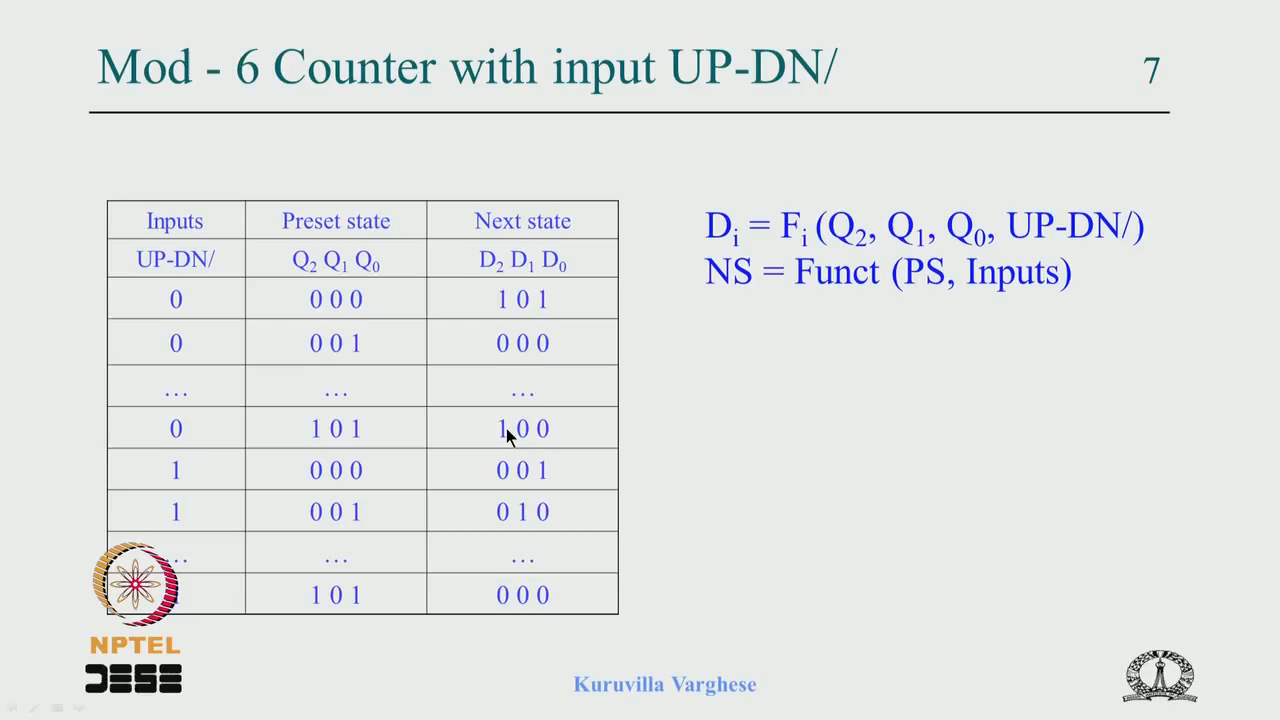 Mod - 6 Counter with input UP-DN/ 7
Inputs Preset state Next state
UP-DN/ Q₂ Q₁ Q₀ D₂ D₁ D₀
0 0 0 0 1 0 1
0 0 0 1 0 0 0
... ... ...
0 1 0 1 1 0 0
1 0 0 0 0 0 1
1 0 0 1 0 1 0
... ... ...
1 0 1 0 0 0
Dᵢ = Fᵢ (Q₂, Q₁, Q₀, UP-DN/)
NS = Funct (PS, Inputs)
NPTEL
DESE
Kuruvilla Varghese